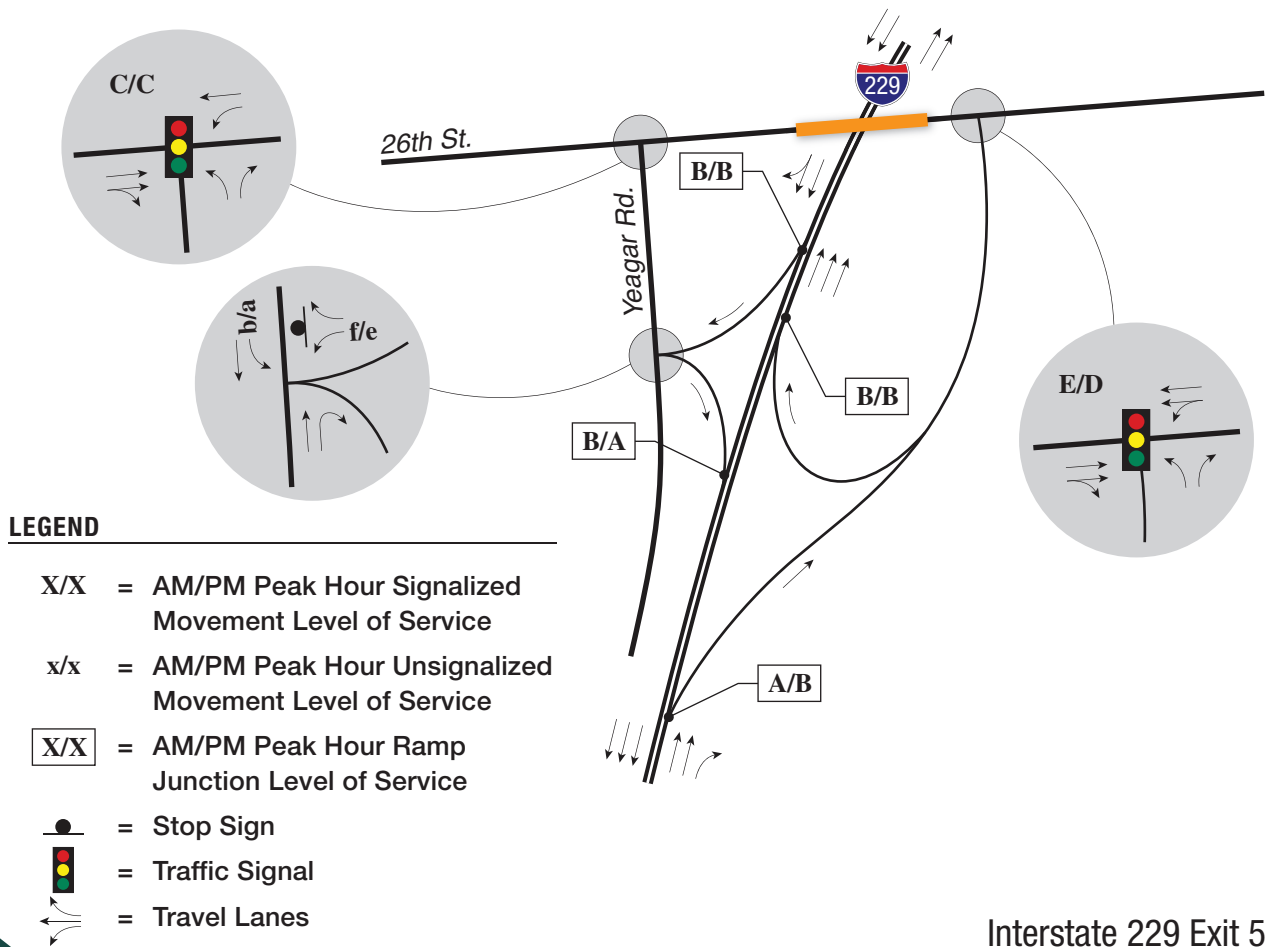 C/C
229
26th St.
B/B
Yeagar Rd.
b/a
f/e
B/B
E/D
B/A
A/B
LEGEND
X/X = AM/PM Peak Hour Signalized
Movement Level of Service
x/x = AM/PM Peak Hour Unsignalized
Movement Level of Service
X/X = AM/PM Peak Hour Ramp
Junction Level of Service
= Stop Sign
= Traffic Signal
= Travel Lanes
Interstate 229 Exit 5